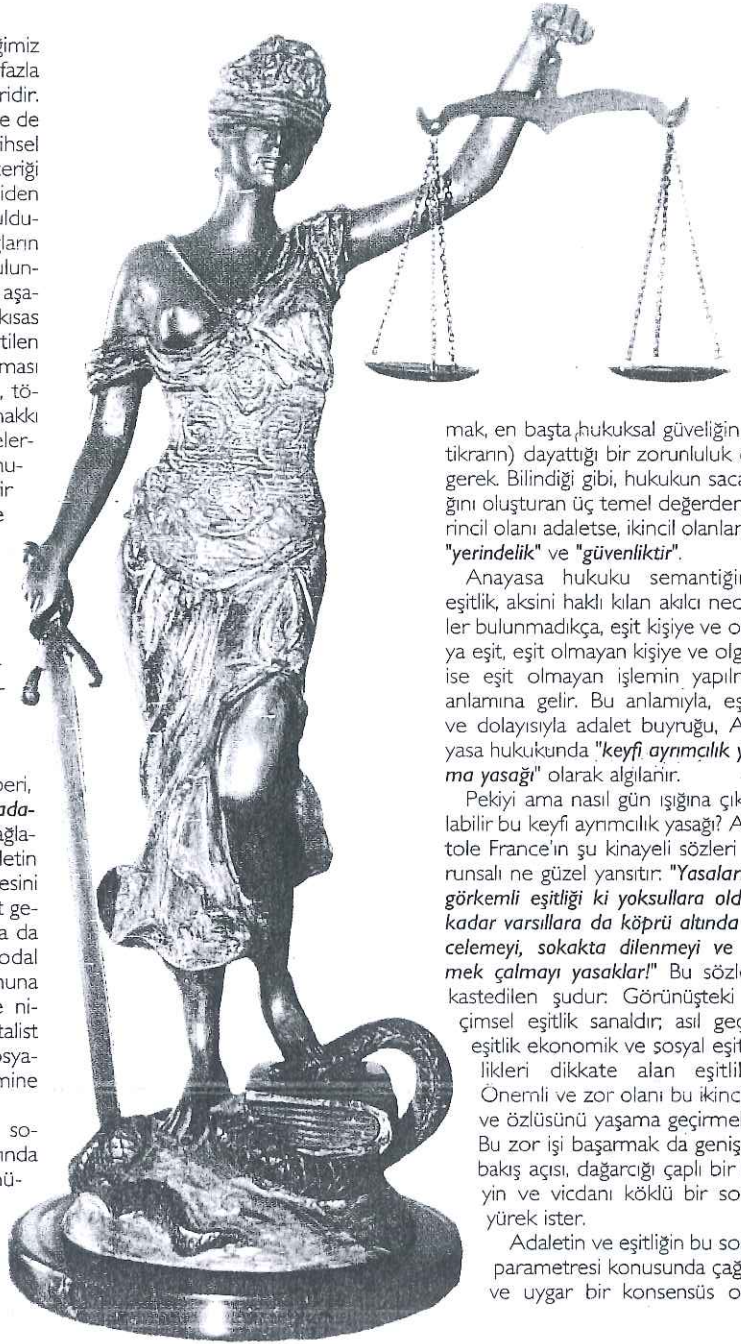 ğimiz
fazla
ridir.
e de
ihsel
eriği
iden
uldu-
ğların
ulun-
aşa-
kısas
tilen
ması
, tö-
hakkı
eler-
nu-
ir
e
beri,
ada-
ağla-
letin
esini
t ge-
a da
odal
nuna
e ni-
talist
osya-
mine
so-
ında
nü-
mak, en başta hukuksal güveliğin
tikrarın) dayattığı bir zorunluluk
gerek. Bilindiği gibi, hukukun saca
ğını oluşturan üç temel değerden
rincil olanı adaletse, ikincil olanlar
"yerindelik" ve "güvenliktir".
Anayasa hukuku semantiğin
eşitlik, aksini haklı kılan akılcı ned
ler bulunmadıkça, eşit kişiye ve o
ya eşit, eşit olmayan kişiye ve olg
ise eşit olmayan işlemin yapılr
anlamına gelir. Bu anlamıyla, eş
ve dolayısıyla adalet buyruğu, A
yasa hukukunda "keyfi ayrımcılık y
ma yasağı" olarak algılanır.
Pekiyi ama nasıl gün ışığına çık
labilir bu keyfi ayrımcılık yasağı? A
tole France'ın şu kinayeli sözleri
runsalı ne güzel yansıtır: "Yasalar
görkemli eşitliği ki yoksullara old
kadar varsıllara da köprü altında
celemeyi, sokakta dilenmeyi ve
mek çalmayı yasaklar!" Bu sözle
kastedilen şudur: Görünüşteki
çimsel eşitlik sanaldır; asıl geç
eşitlik ekonomik ve sosyal eşit
likleri dikkate alan eşitlil
Önemli ve zor olanı bu ikinc
ve özlüsünü yaşama geçirme
Bu zor işi başarmak da geniş
bakış açısı, dağarcığı çaplı bir
yin ve vicdanı köklü bir so
yürek ister.
Adaletin ve eşitliğin bu so
parametresi konusunda çağ
ve uygar bir konsensüs o